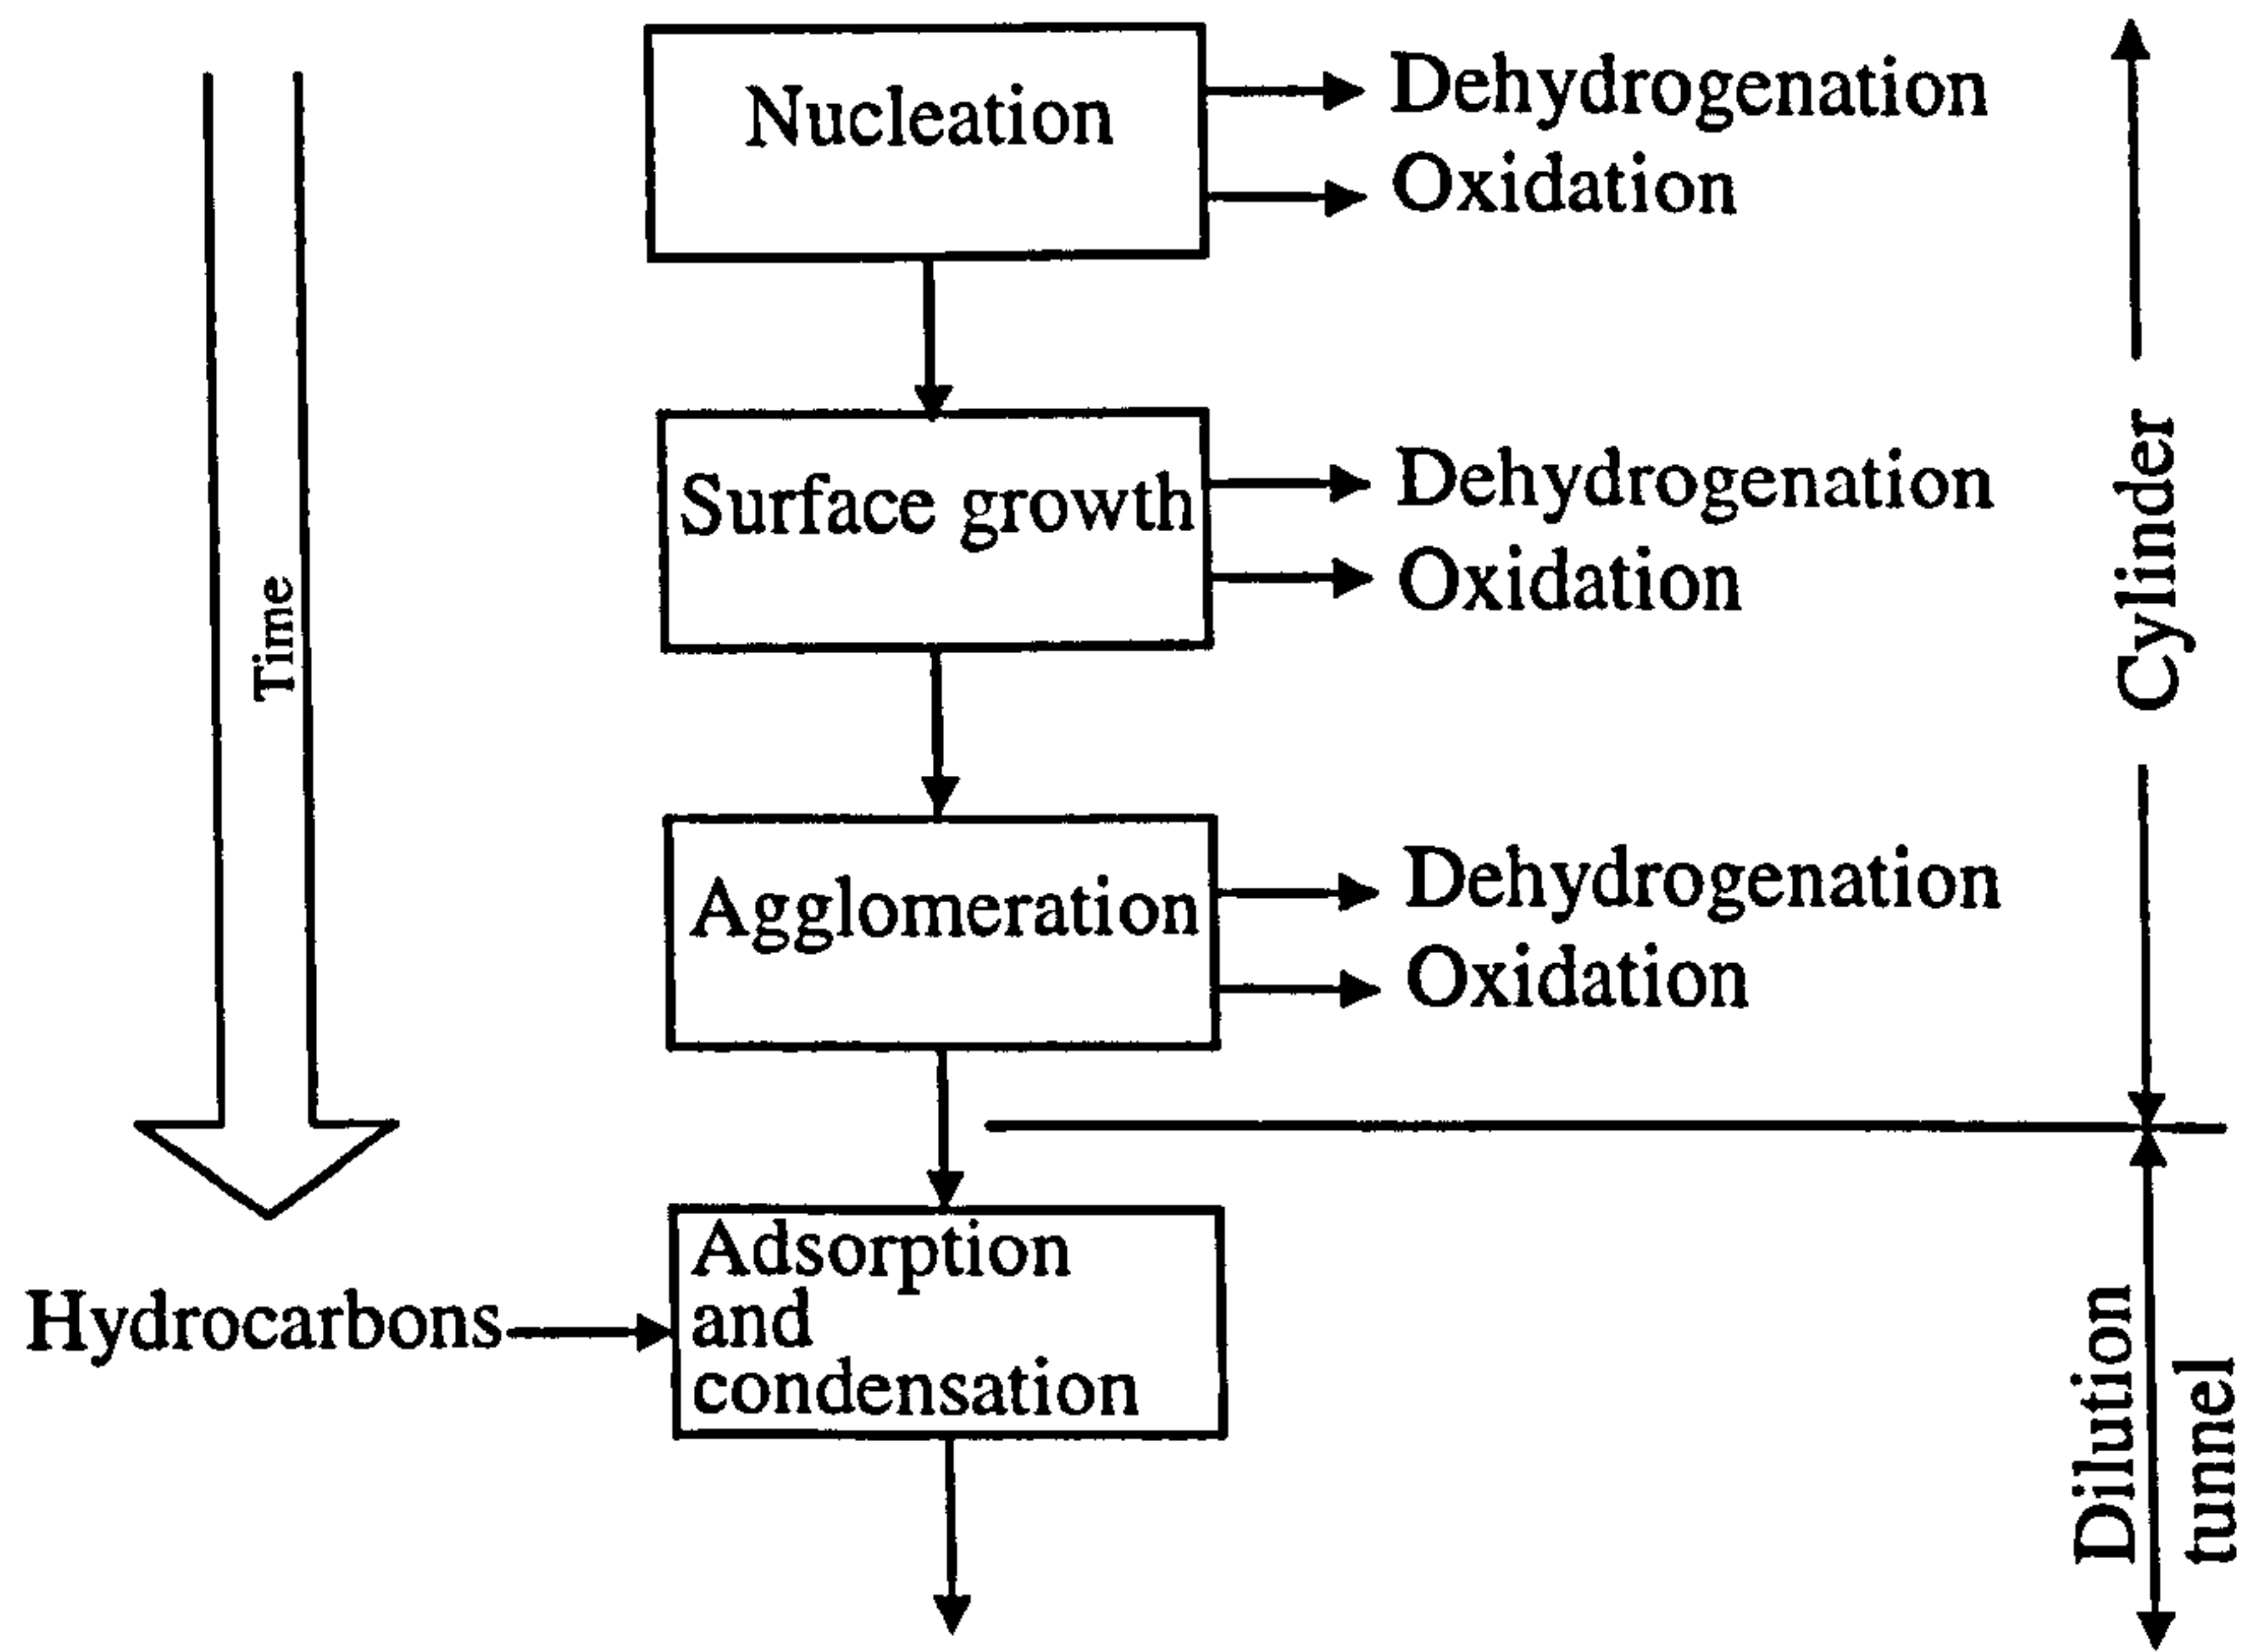 Nucleation
Dehydrogenation
Oxidation
Surface growth
Dehydrogenation
Oxidation
Time
Cylinder
Agglomeration
Dehydrogenation
Oxidation
Hydrocarbons
Adsorption
and
condensation
Dilution
tunnel